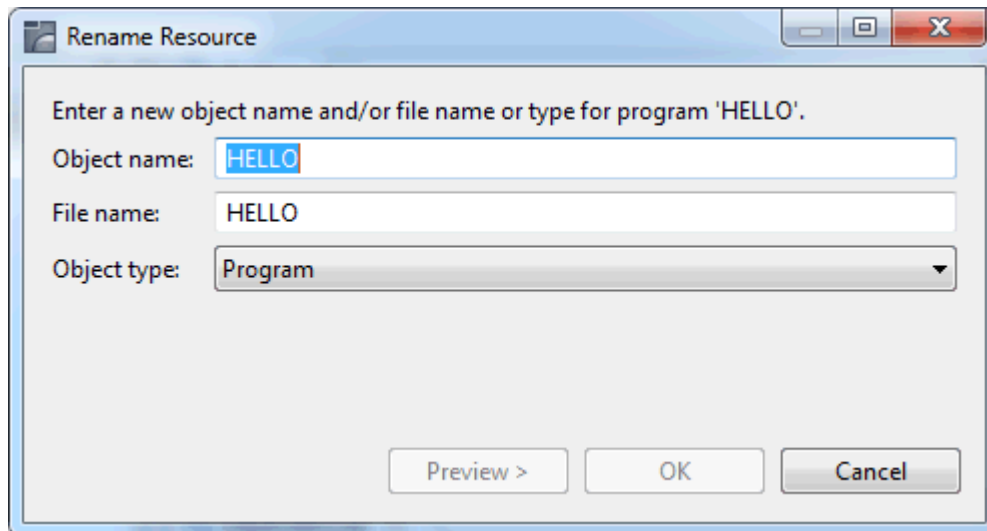 Rename Resource
Enter a new object name and/or file name or type for program 'HELLO'.
Object name: HELLO
File name: HELLO
Object type: Program
Preview > OK Cancel